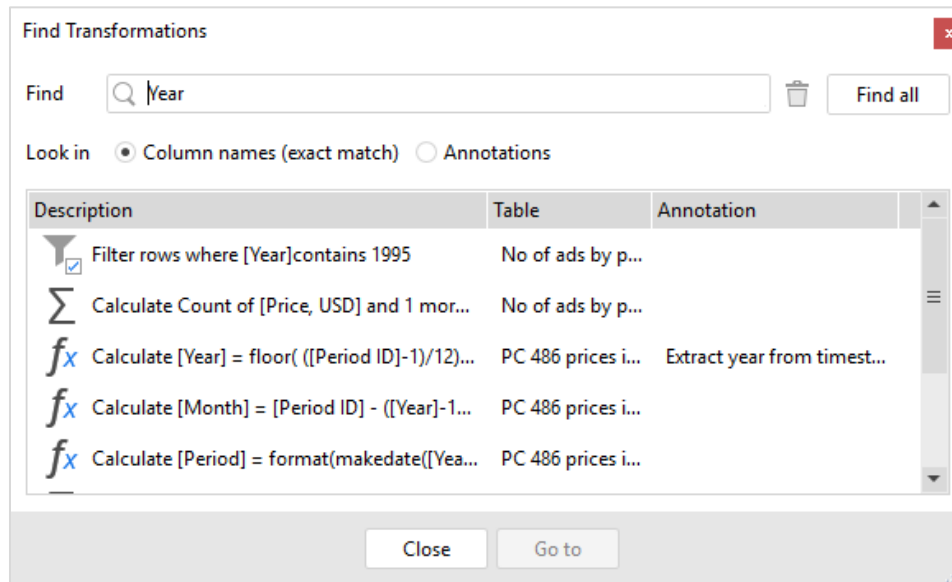 Find Transformations
x
Find Year Find all
Look in Column names (exact match) Annotations
Description Table Annotation
Filter rows where [Year]contains 1995 No of ads by p...
Calculate Count of [Price, USD] and 1 mor... No of ads by p...
fx Calculate [Year] = floor( ([Period ID]-1)/12)... PC 486 prices i... Extract year from timest...
fx Calculate [Month] = [Period ID] - ([Year]-1... PC 486 prices i...
fx Calculate [Period] = format(makedate([Yea... PC 486 prices i...
Close Go to